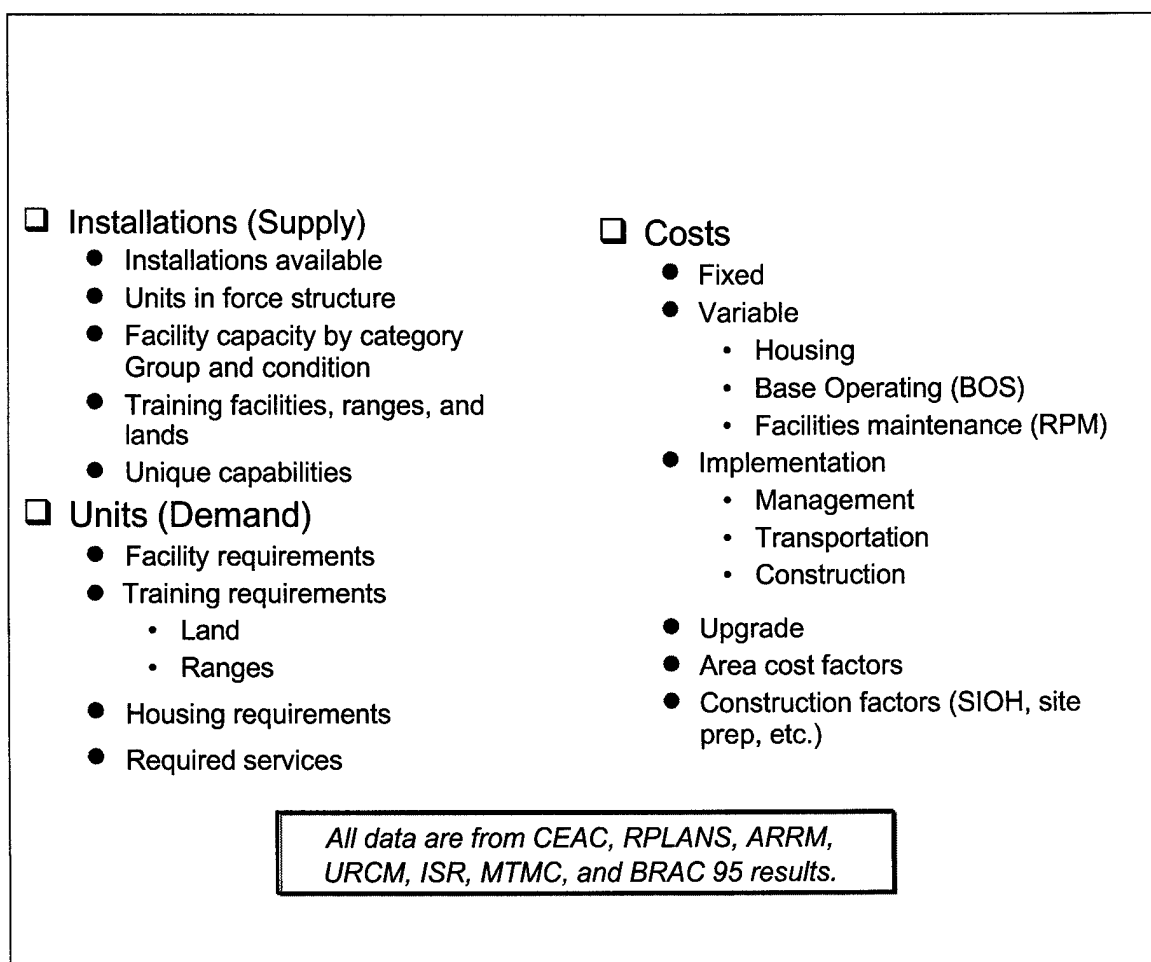 ❑ Installations (Supply)
● Installations available
● Units in force structure
● Facility capacity by category
Group and condition
● Training facilities, ranges, and
lands
● Unique capabilities
❑ Units (Demand)
● Facility requirements
● Training requirements
• Land
• Ranges
● Housing requirements
● Required services
❑ Costs
● Fixed
● Variable
• Housing
• Base Operating (BOS)
• Facilities maintenance (RPM)
● Implementation
• Management
• Transportation
• Construction
● Upgrade
● Area cost factors
● Construction factors (SIOH, site
prep, etc.)
All data are from CEAC, RPLANS, ARRM,
URCM, ISR, MTMC, and BRAC 95 results.